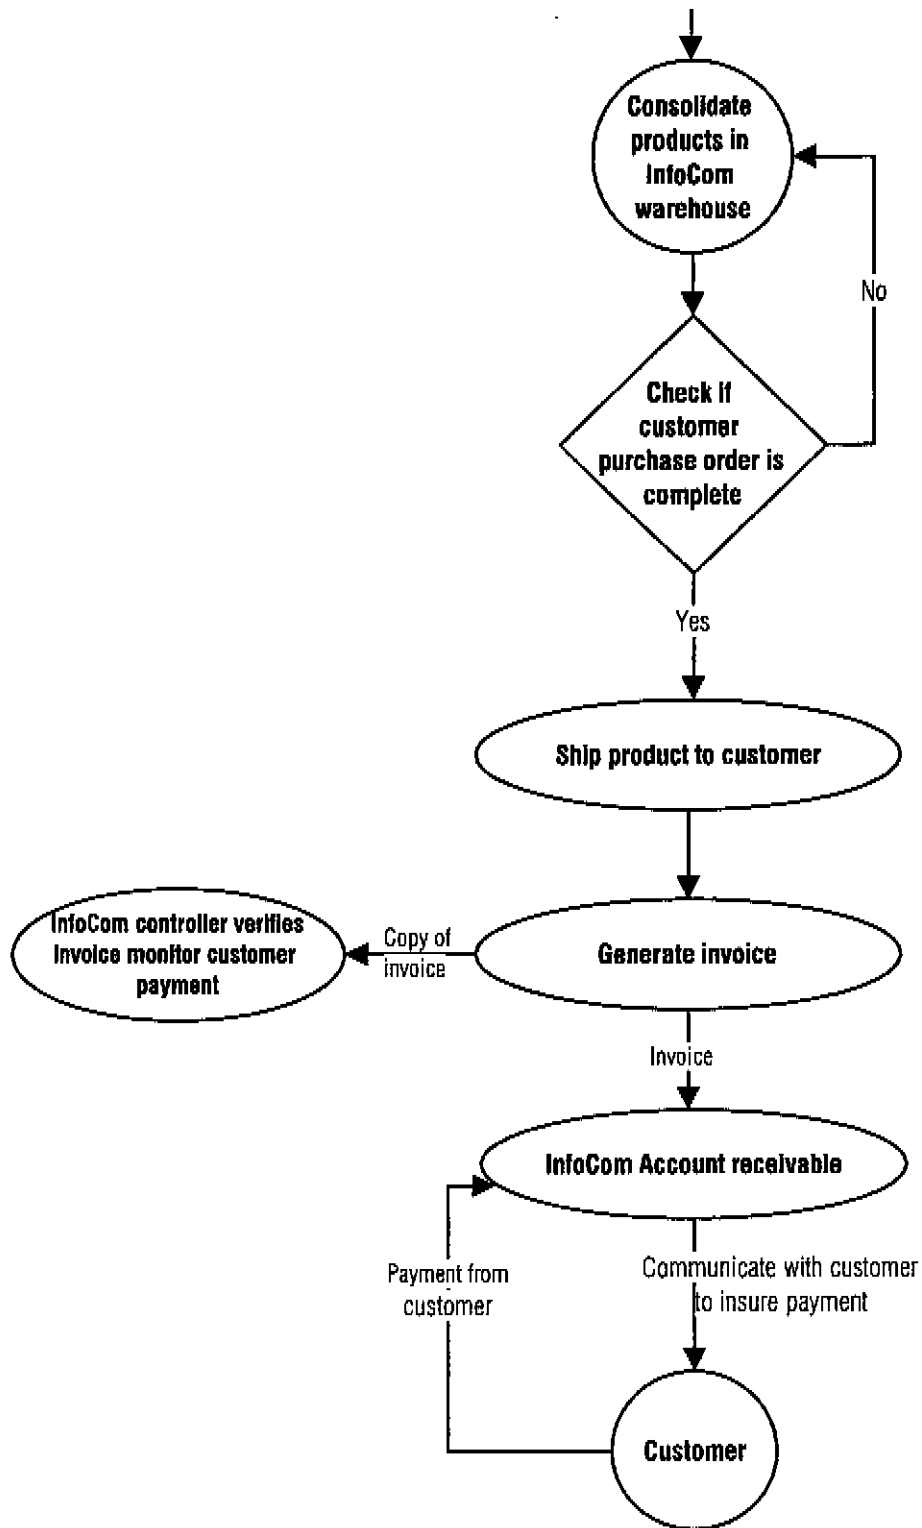 Consolidate
products in
InfoCom
warehouse
No
Check if
customer
purchase order is
complete
Yes
Ship product to customer
InfoCom controller verifies
Invoice monitor customer
payment
Copy of
invoice
Generate invoice
Invoice
InfoCom Account receivable
Payment from
customer
Communicate with customer
to insure payment
Customer